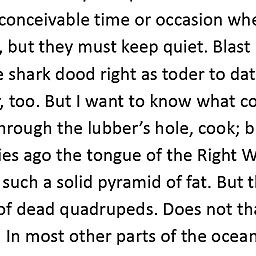 conceivable time or occasion whe
, but they must keep quiet. Blast
e shark dood right as toder to dat
, too. But I want to know what co
hrough the lubber’s hole, cook; b
ies ago the tongue of the Right W
such a solid pyramid of fat. But t
of dead quadrupeds. Does not tha
. In most other parts of the ocean